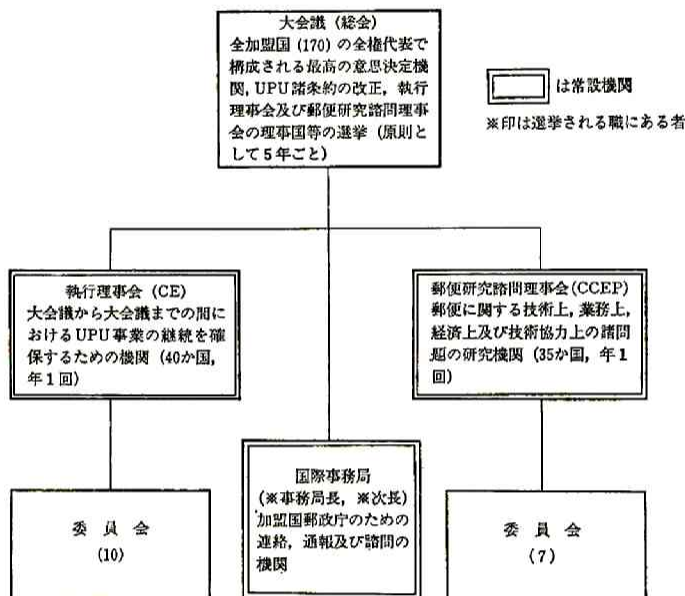 大会議（総会）
全加盟国（170）の全権代表で
構成される最高の意思決定機
関，UPU諸条約の改正，執行
理事会及び郵便研究諮問理事
会の理事国等の選挙（原則と
して5年ごと）
は常設機関
※印は選挙される職にある者
執行理事会（CE）
大会議から大会議までの間に
おけるUPU事業の継続を確
保するための機関（40か国，
年1回）
郵便研究諮問理事会（CCEP）
郵便に関する技術上，業務上，
経済上及び技術協力上の諸問
題の研究機関（35か国，年1
回）
国際事務局
（※事務局長，※次長）
加盟国郵政庁のための
連絡，通報及び諮問の
機関
委員会
（10）
委員会
（7）